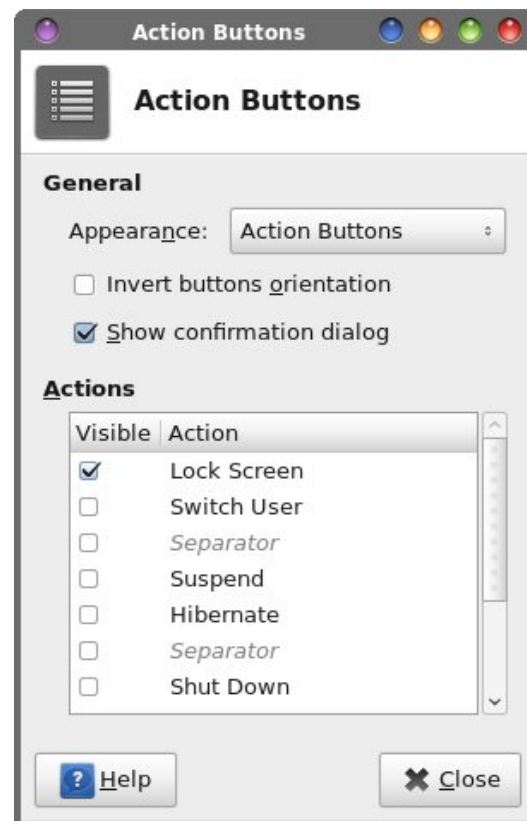 Action Buttons
Action Buttons
General
Appearance: Action Buttons
Invert buttons orientation
Show confirmation dialog
Actions
Visible Action
Lock Screen
Switch User
Separator
Suspend
Hibernate
Separator
Shut Down
? Help
Close